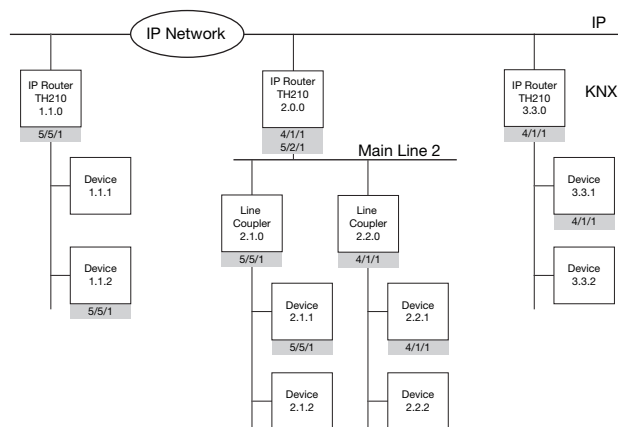 IP
IP Network
KNX
IP Router
TH210
1.1.0
5/5/1
Device
1.1.1
Device
1.1.2
5/5/1
IP Router
TH210
2.0.0
4/1/1
5/2/1
Main Line 2
Line
Coupler
2.1.0
5/5/1
Device
2.1.1
5/5/1
Device
2.1.2
Line
Coupler
2.2.0
4/1/1
Device
2.2.1
4/1/1
Device
2.2.2
IP Router
TH210
3.3.0
4/1/1
Device
3.3.1
4/1/1
Device
3.3.2